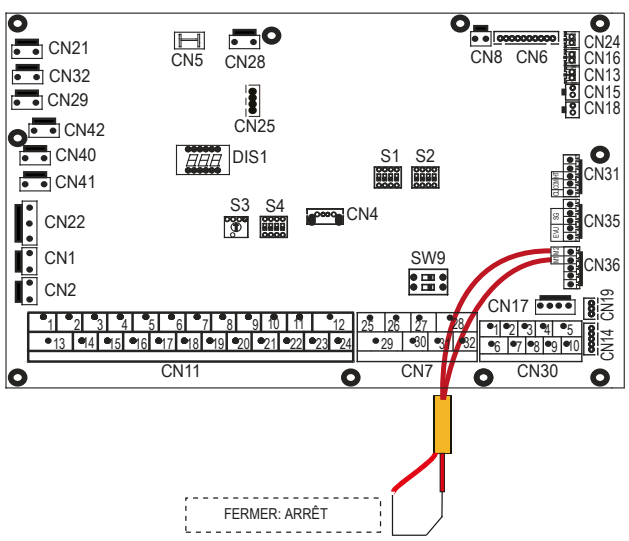 CN21
CN32
CN29
CN42
CN40
CN41
CN22
CN1
CN2
CN5
CN28
CN25
DIS1
S1 S2
S3 S4
CN4
SW9
CN8 CN6
CN24
CN16
CN13
CN15
CN18
CN31
EVU SG
CN35
M1 M2
CN36
CN17
CN19
CN14
1 2 3 4 5 6 7 8 9 10 11 12
13 14 15 16 17 18 19 20 21 22 23 24
CN11
25 26 27 28
29 30 31 32
CN7
1 2 3 4 5
6 7 8 9 10
CN30
FERMER: ARRÊT